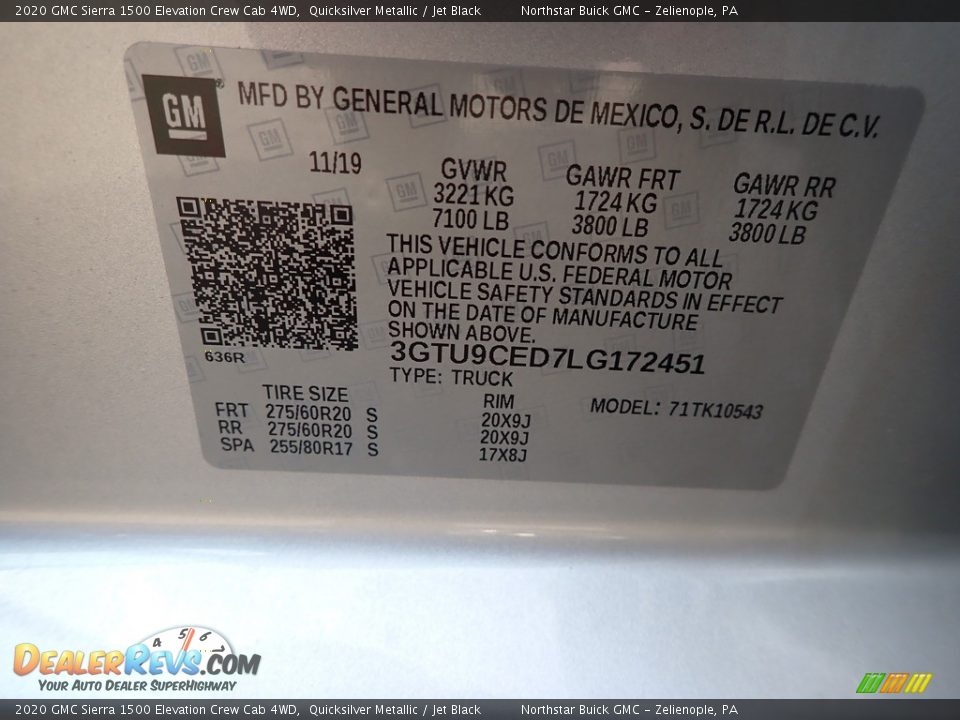 2020 GMC Sierra 1500 Elevation Crew Cab 4WD, Quicksilver Metallic / Jet Black Northstar Buick GMC - Zelienople, PA
GM ® MFD BY GENERAL MOTORS DE MEXICO, S. DE R.L. DE C.V.
11/19 GVWR GAWR FRT GAWR RR
3221 KG 1724 KG 1724 KG
7100 LB 3800 LB 3800 LB
THIS VEHICLE CONFORMS TO ALL
APPLICABLE U.S. FEDERAL MOTOR
VEHICLE SAFETY STANDARDS IN EFFECT
ON THE DATE OF MANUFACTURE
SHOWN ABOVE.
636R 3GTU9CED7LG172451
TYPE: TRUCK
TIRE SIZE RIM MODEL: 71TK10543
FRT 275/60R20 S 20X9J
RR 275/60R20 S 20X9J
SPA 255/80R17 S 17X8J
4 5 6
DealerRevs.com
Your Auto Dealer SuperHighway
2020 GMC Sierra 1500 Elevation Crew Cab 4WD, Quicksilver Metallic / Jet Black Northstar Buick GMC - Zelienople, PA